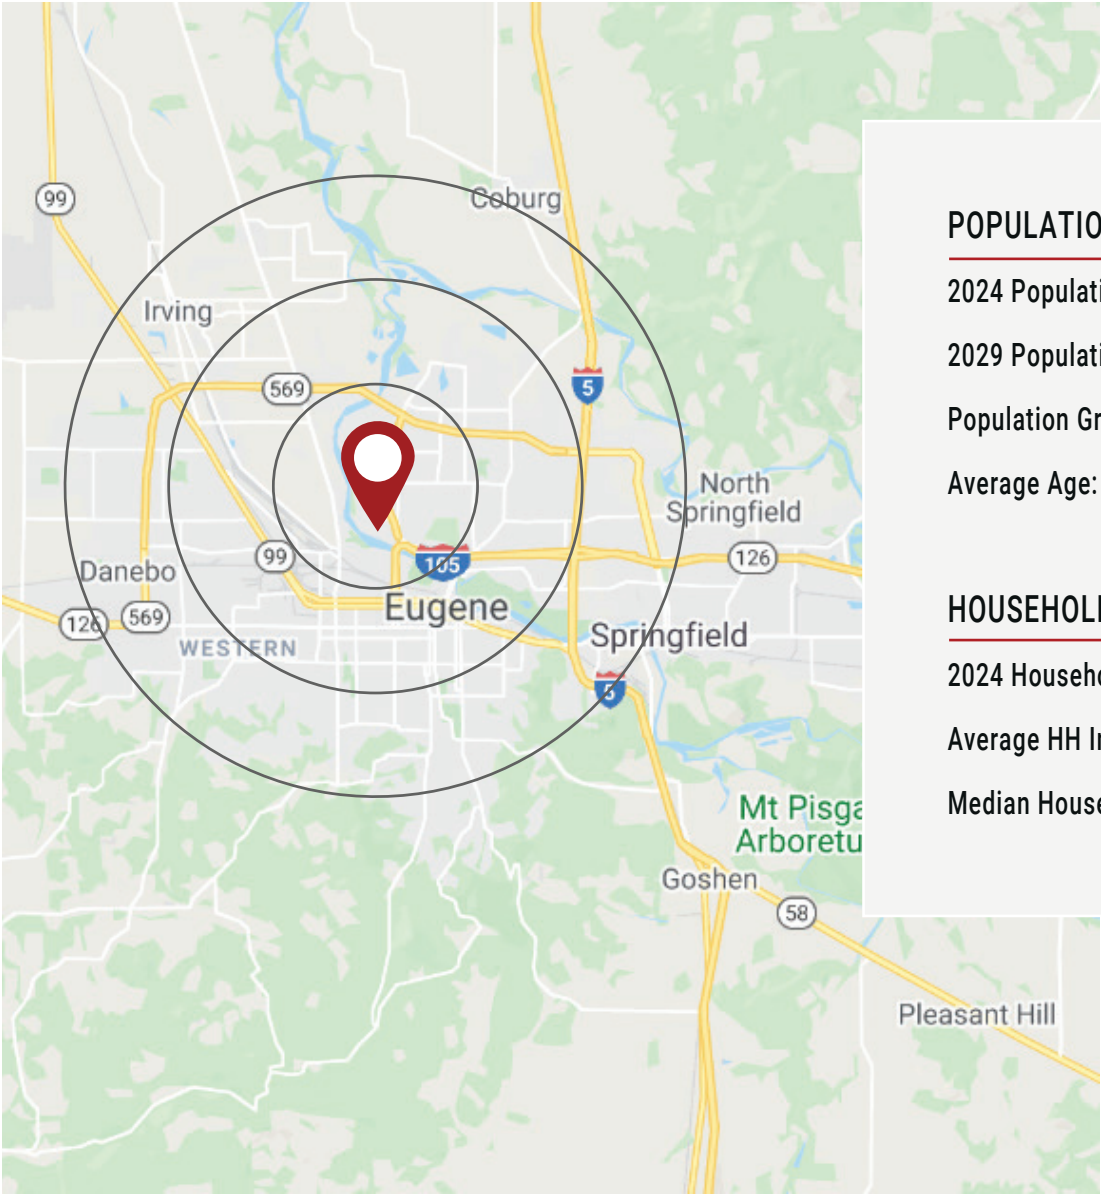 Coburg
99
Irving
569
5
North
Springfield
99
105
126
Danebo
126
569
Eugene
WESTERN
Springfield
5
Mt Pisga
Arboretu
Goshen
58
Pleasant Hill
POPULATIO
2024 Populati
2029 Populati
Population Gr
Average Age:
HOUSEHOL
2024 Househo
Average HH I
Median House